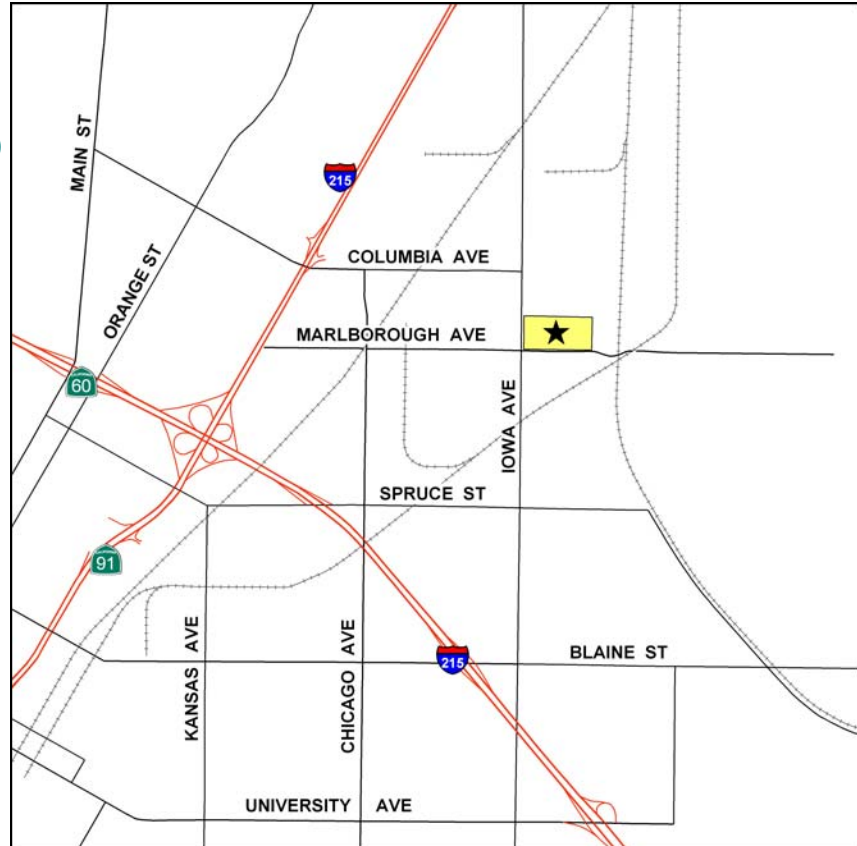 MAIN ST
215
ORANGE ST
COLUMBIA AVE
MARLBOROUGH AVE
60
IOWA AVE
SPRUCE ST
91
KANSAS AVE
CHICAGO AVE
215
BLAINE ST
UNIVERSITY AVE